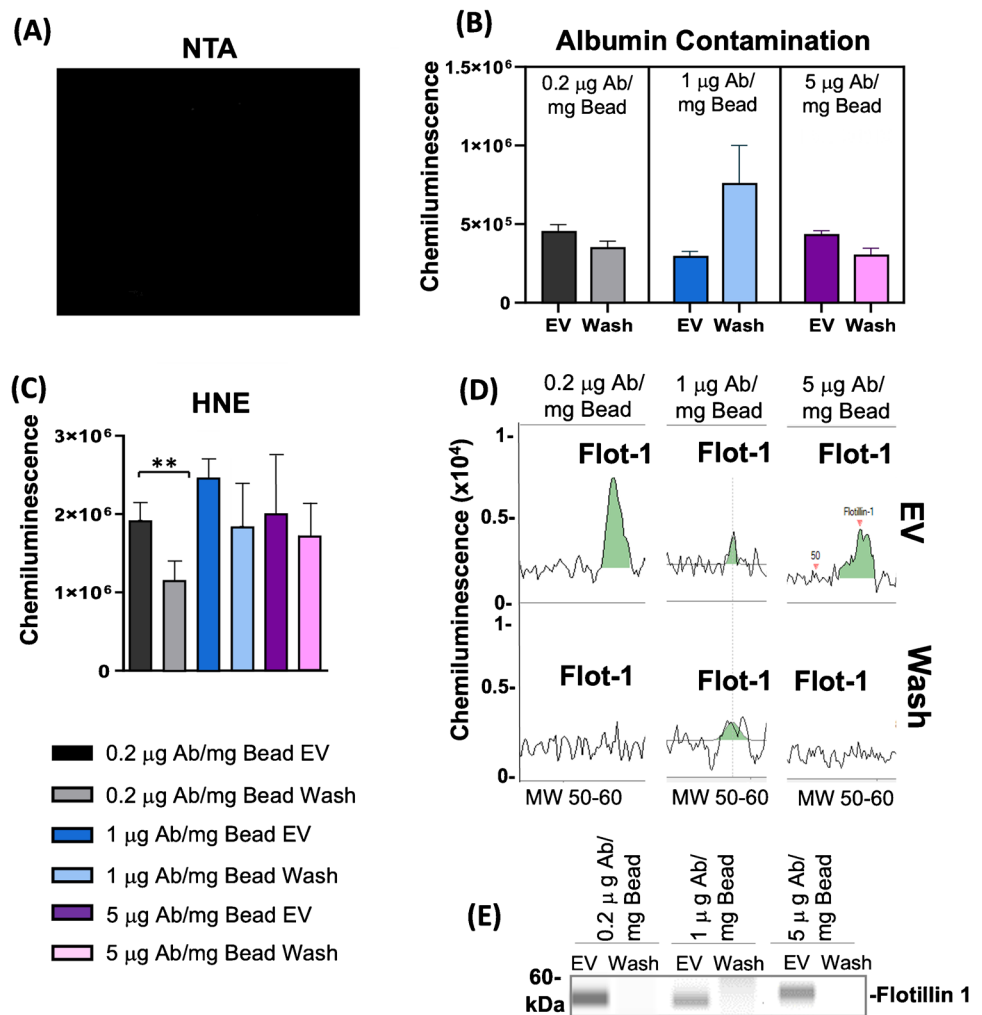 (A)
NTA
(B)
Albumin Contamination
Chemiluminescence
1.5×10⁶
1×10⁶
5×10⁵
0
0.2 μg Ab/
mg Bead
1 μg Ab/
mg Bead
5 μg Ab/
mg Bead
EV Wash EV Wash EV Wash
(C)
HNE
Chemiluminescence
3×10⁶
2×10⁶
1×10⁶
0
**
0.2 μg Ab/mg Bead EV
0.2 μg Ab/mg Bead Wash
1 μg Ab/mg Bead EV
1 μg Ab/mg Bead Wash
5 μg Ab/mg Bead EV
5 μg Ab/mg Bead Wash
(D)
0.2 μg Ab/
mg Bead
1 μg Ab/
mg Bead
5 μg Ab/
mg Bead
Chemiluminescence (x10⁴)
1-
0.5-
0-
Flot-1 Flot-1 Flot-1
Flotillin-1
50
EV
1-
0.5-
0-
Flot-1 Flot-1 Flot-1
Wash
MW 50-60 MW 50-60 MW 50-60
(E)
0.2 μ g Ab/
mg Bead
1 μ g Ab/
mg Bead
5 μ g Ab/
mg Bead
EV Wash EV Wash EV Wash
60-
kDa
-Flotillin 1